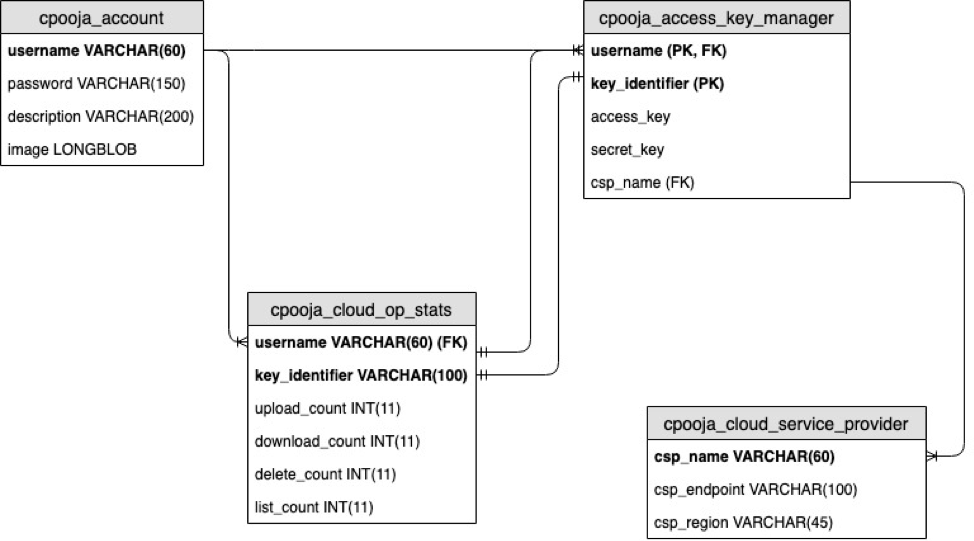 cpooja_account
username VARCHAR(60)
password VARCHAR(150)
description VARCHAR(200)
image LONGBLOB
cpooja_access_key_manager
username (PK, FK)
key_identifier (PK)
access_key
secret_key
csp_name (FK)
cpooja_cloud_op_stats
username VARCHAR(60) (FK)
key_identifier VARCHAR(100)
upload_count INT(11)
download_count INT(11)
delete_count INT(11)
list_count INT(11)
cpooja_cloud_service_provider
csp_name VARCHAR(60)
csp_endpoint VARCHAR(100)
csp_region VARCHAR(45)